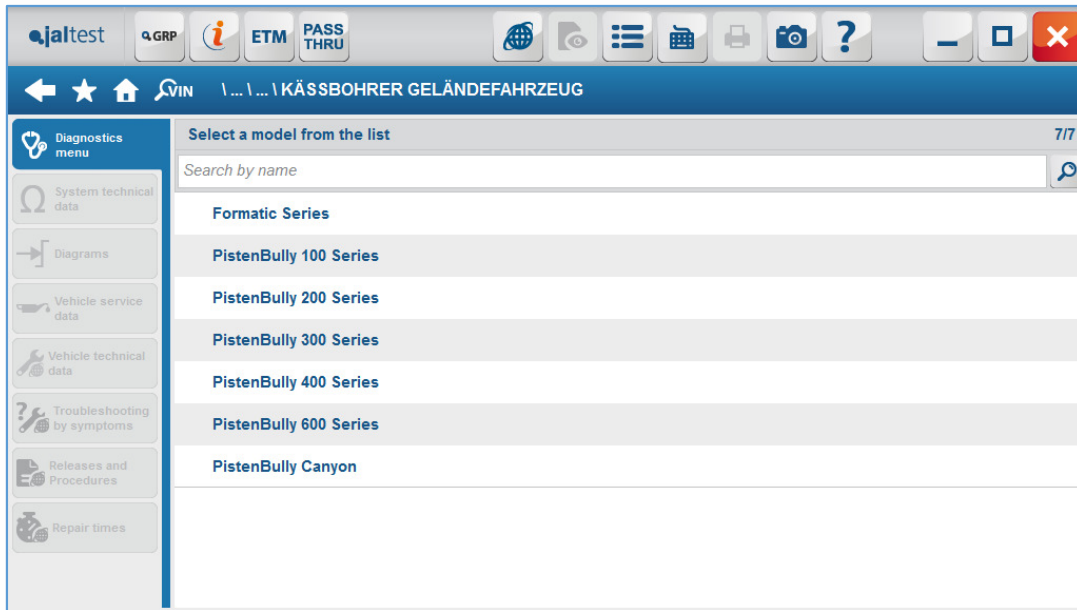 jaltest
GRP
i
ETM
PASS
THRU
?
VIN
\ ... \ ... \ KÄSSBOHRER GELÄNDEFAHRZEUG
Diagnostics
menu
System technical
data
Diagrams
Vehicle service
data
Vehicle technical
data
Troubleshooting
by symptoms
Releases and
Procedures
Repair times
Select a model from the list 7/7
Search by name
Formatic Series
PistenBully 100 Series
PistenBully 200 Series
PistenBully 300 Series
PistenBully 400 Series
PistenBully 600 Series
PistenBully Canyon